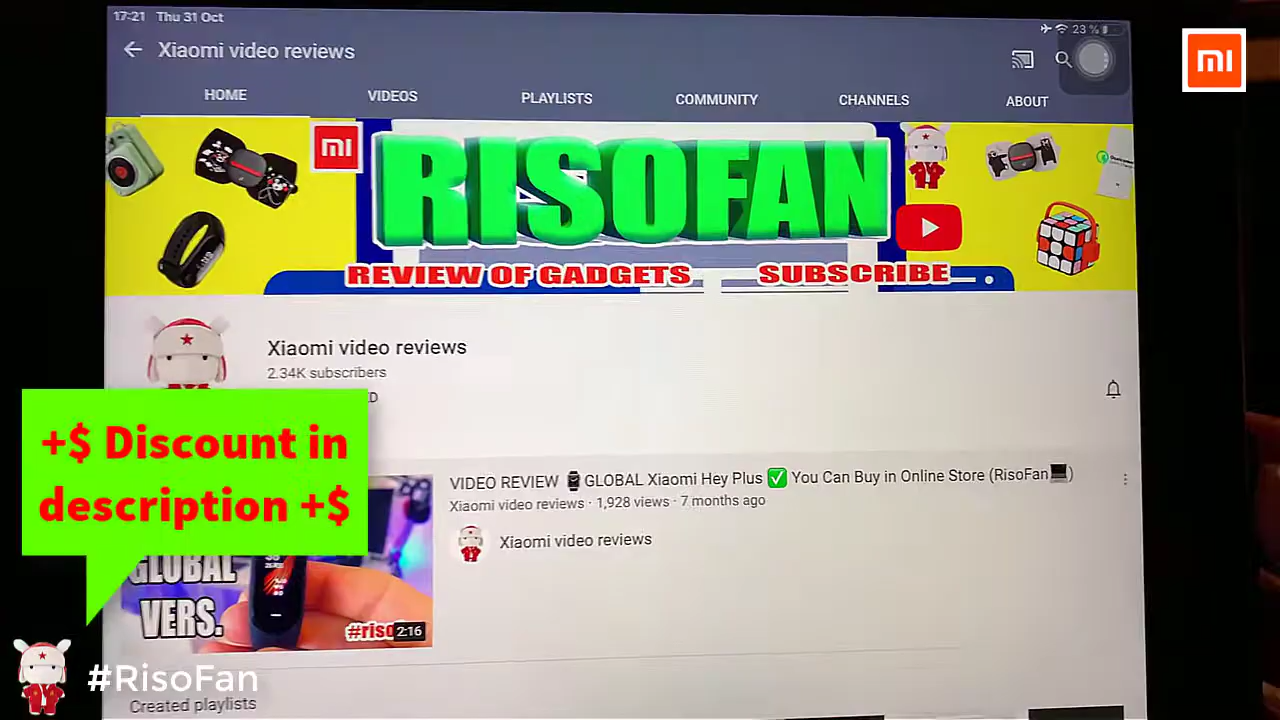 17:21 Thu 31 Oct
23 %
Xiaomi video reviews
HOME VIDEOS PLAYLISTS COMMUNITY CHANNELS ABOUT
mi
mi
RISOFAN
REVIEW OF GADGETS SUBSCRIBE
Xiaomi video reviews
2.34K subscribers
D
+$ Discount in
description +$
VIDEO REVIEW ⌚GLOBAL Xiaomi Hey Plus ✅ You Can Buy in Online Store (RisoFan💻)
Xiaomi video reviews · 1,928 views · 7 months ago
Xiaomi video reviews
GLOBAL
VERS.
#riso
2:16
#RisoFan
Created playlists